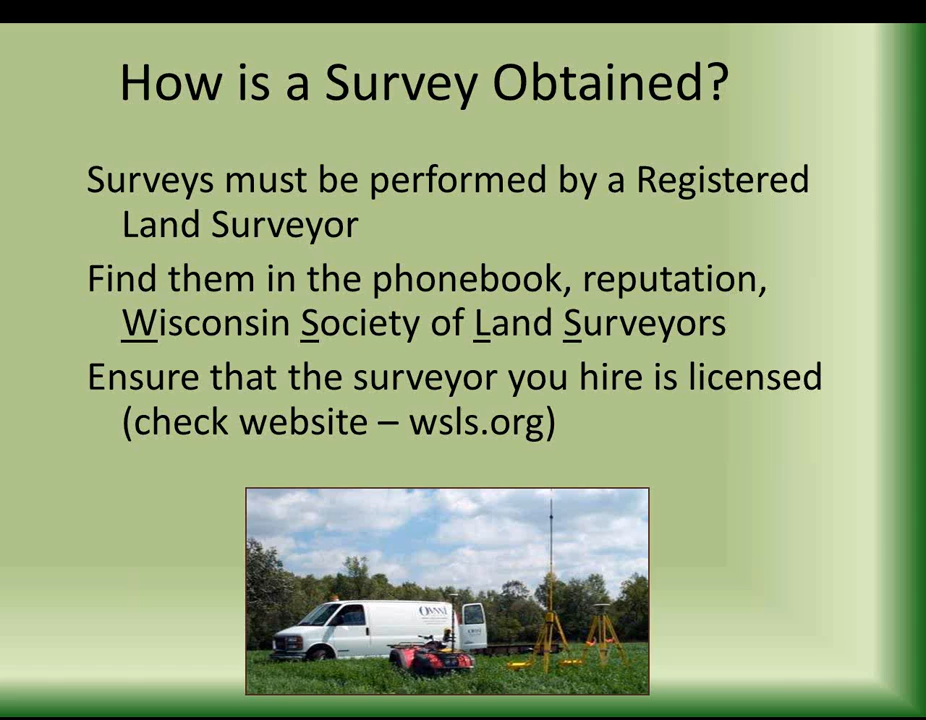 How is a Survey Obtained?
Surveys must be performed by a Registered
Land Surveyor
Find them in the phonebook, reputation,
Wisconsin Society of Land Surveyors
Ensure that the surveyor you hire is licensed
(check website – wsls.org)